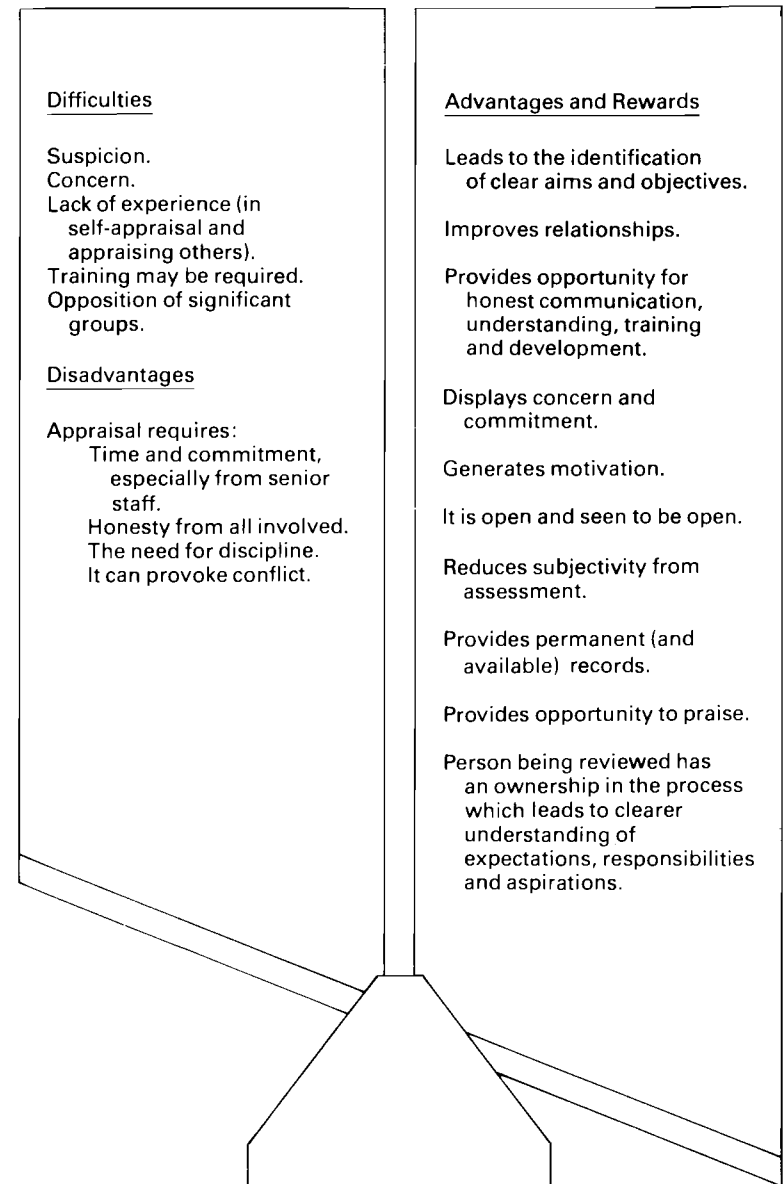 Difficulties
Suspicion.
Concern.
Lack of experience (in
self-appraisal and
appraising others).
Training may be required.
Opposition of significant
groups.
Disadvantages
Appraisal requires:
Time and commitment,
especially from senior
staff.
Honesty from all involved.
The need for discipline.
It can provoke conflict.
Advantages and Rewards
Leads to the identification
of clear aims and objectives.
Improves relationships.
Provides opportunity for
honest communication,
understanding, training
and development.
Displays concern and
commitment.
Generates motivation.
It is open and seen to be open.
Reduces subjectivity from
assessment.
Provides permanent (and
available) records.
Provides opportunity to praise.
Person being reviewed has
an ownership in the process
which leads to clearer
understanding of
expectations, responsibilities
and aspirations.